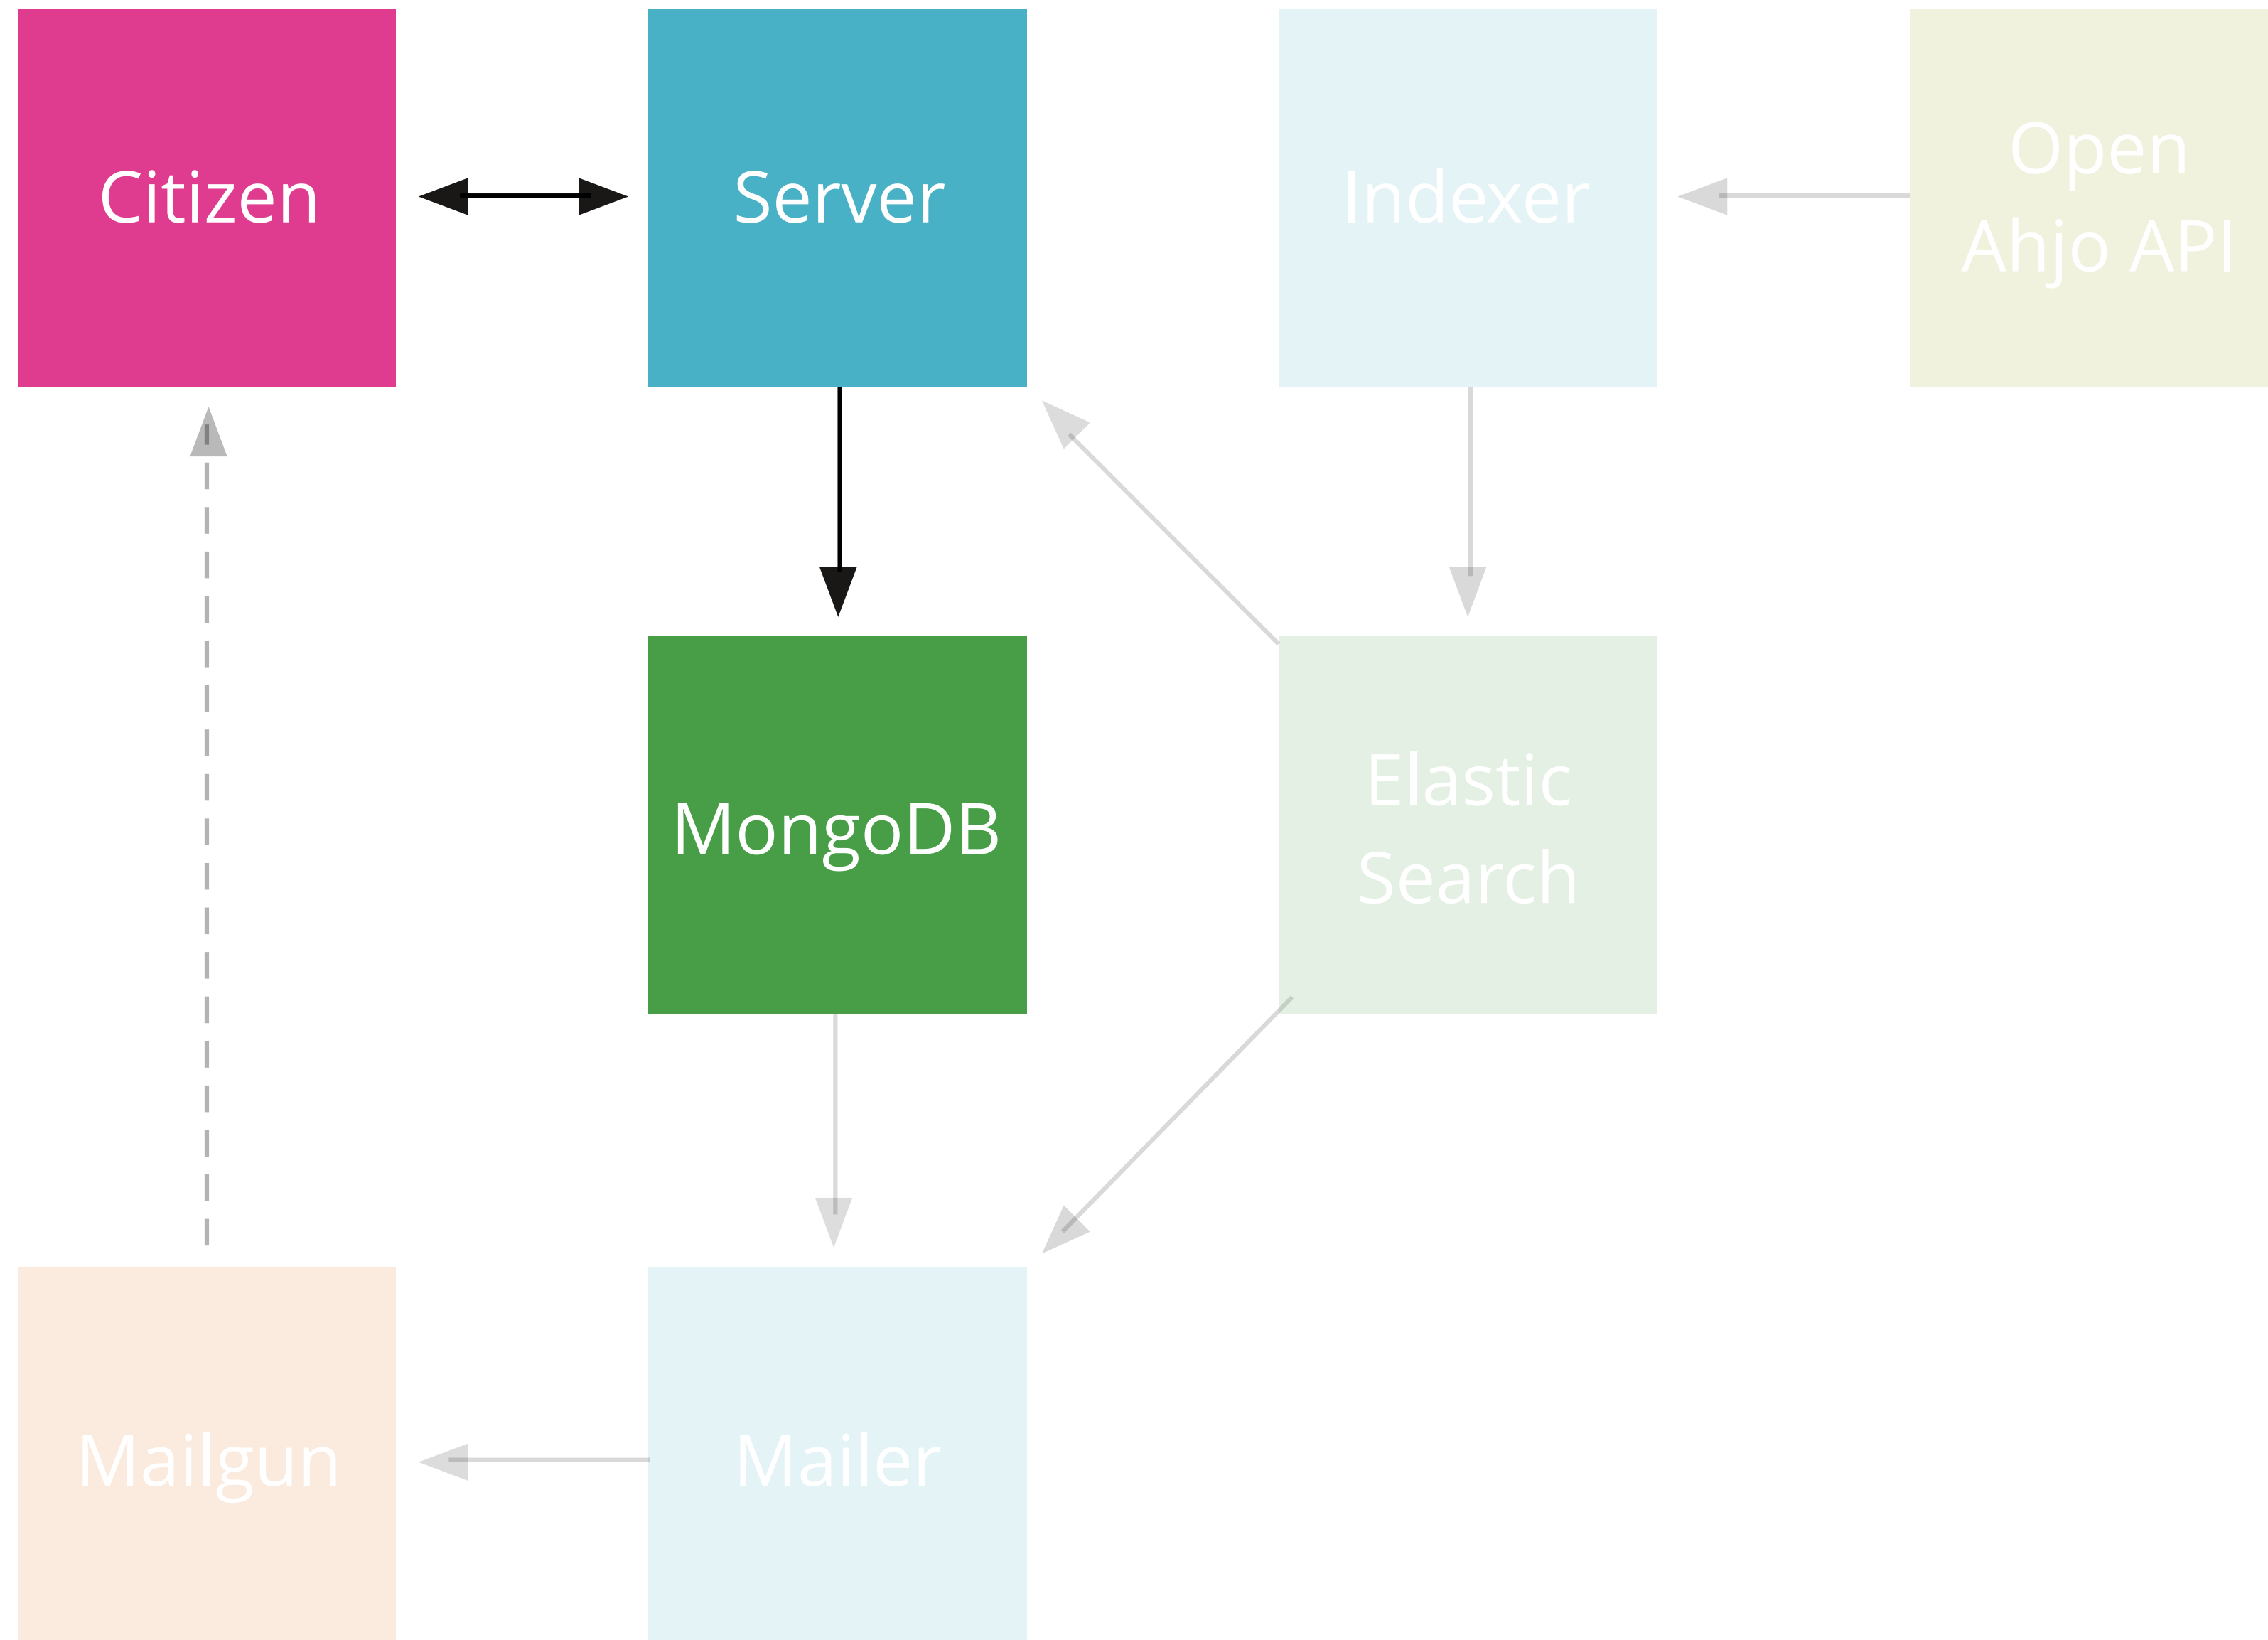 Citizen
Server
Indexer
Open
Ahjo API
MongoDB
Elastic
Search
Mailgun
Mailer